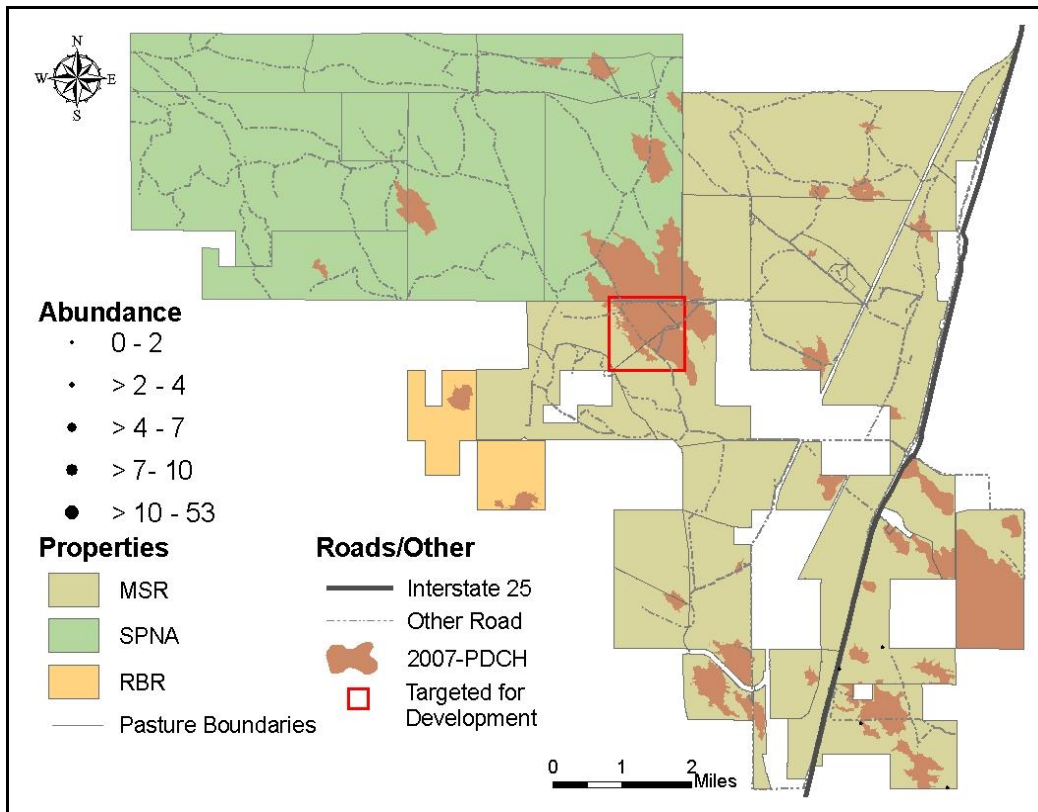 N
W E
S
Abundance
0 - 2
> 2 - 4
> 4 - 7
> 7- 10
> 10 - 53
Properties
MSR
SPNA
RBR
Pasture Boundaries
Roads/Other
Interstate 25
Other Road
2007-PDCH
Targeted for
Development
0 1 2
Miles